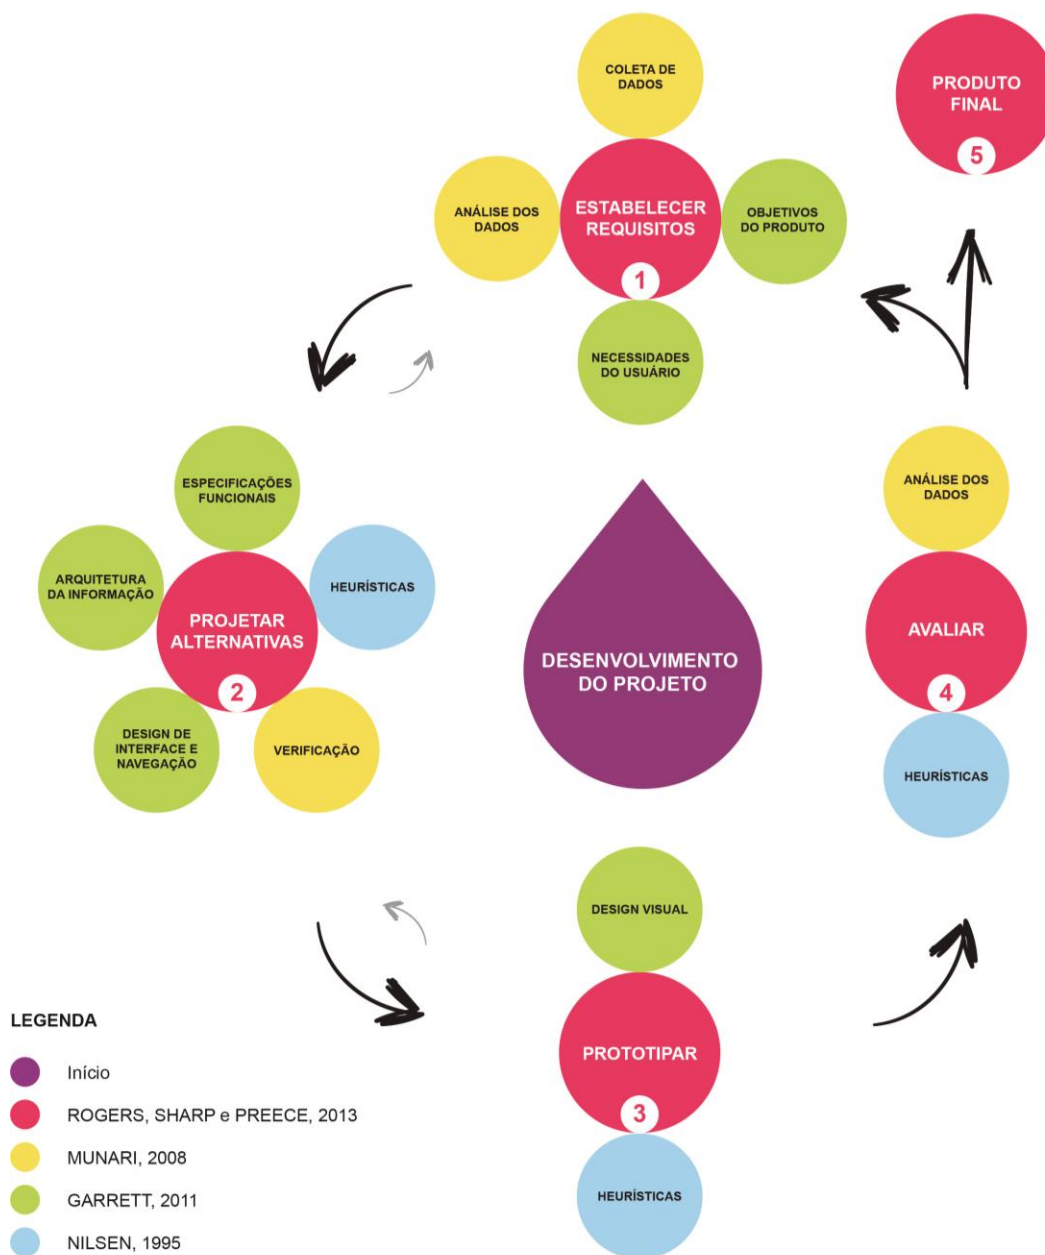 COLETA DE
DADOS
PRODUTO
FINAL
5
ANÁLISE DOS
DADOS
ESTABELECER
REQUISITOS
1
OBJETIVOS
DO PRODUTO
NECESSIDADES
DO USUÁRIO
ESPECIFICAÇÕES
FUNCIONAIS
ARQUITETURA
DA INFORMAÇÃO
HEURÍSTICAS
PROJETAR
ALTERNATIVAS
2
DESIGN DE
INTERFACE E
NAVEGAÇÃO
VERIFICAÇÃO
DESENVOLVIMENTO
DO PROJETO
ANÁLISE DOS
DADOS
AVALIAR
4
HEURÍSTICAS
DESIGN VISUAL
PROTOTIPAR
3
HEURÍSTICAS
LEGENDA
Início
ROGERS, SHARP e PREECE, 2013
MUNARI, 2008
GARRETT, 2011
NILSEN, 1995